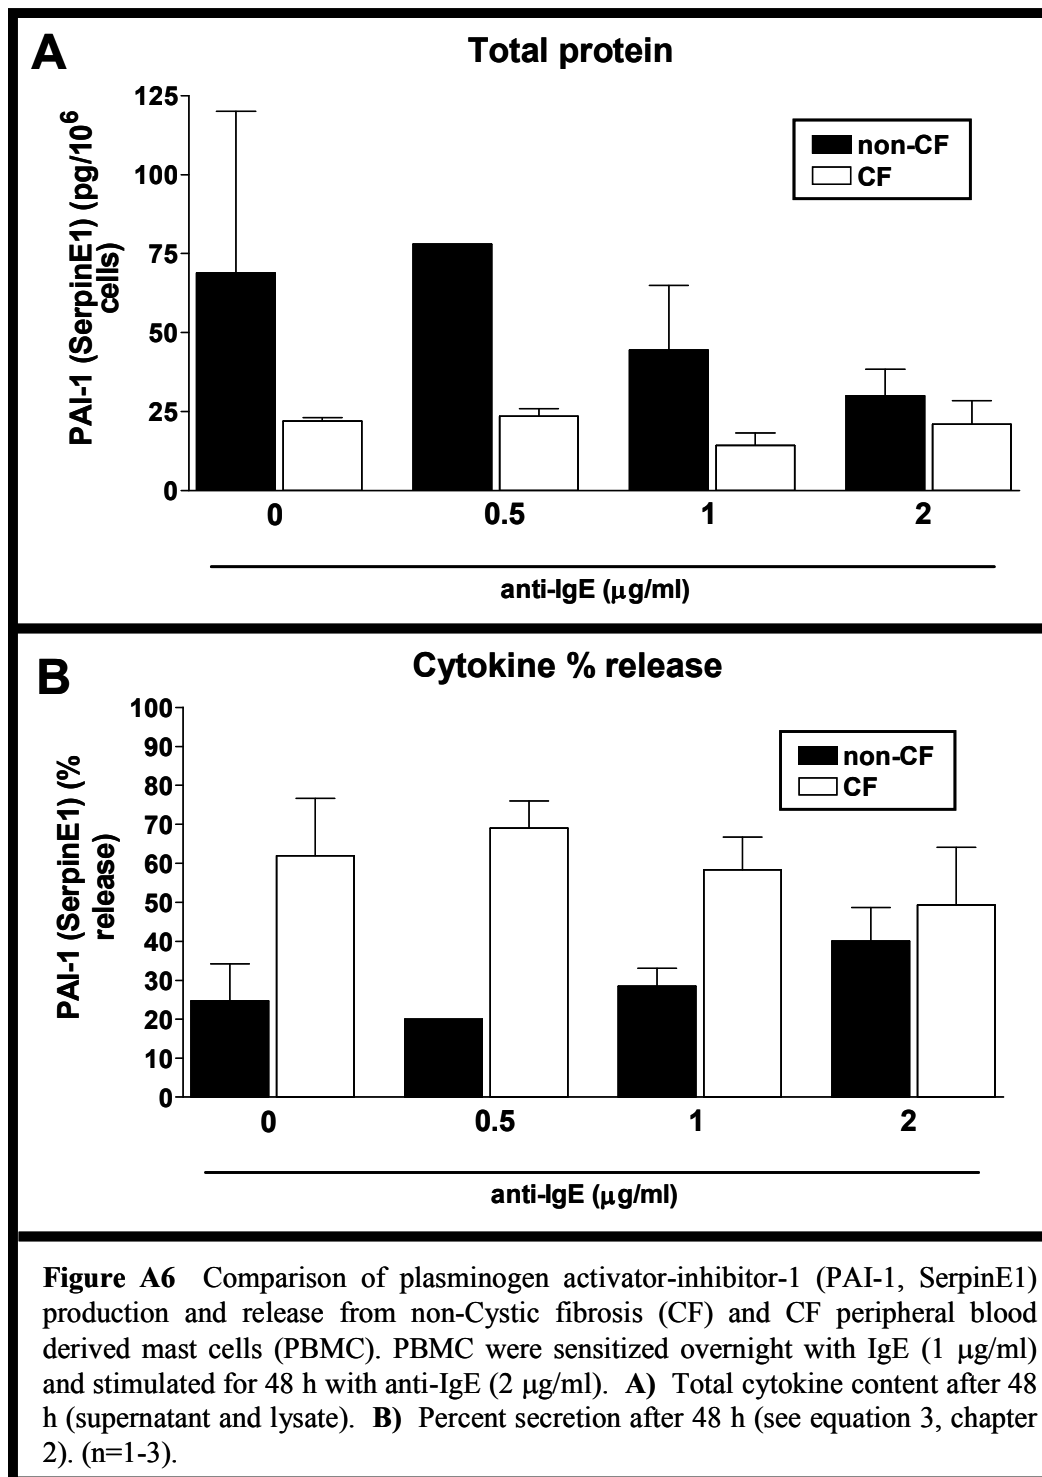 A
Total protein
PAI-1 (SerpinE1) (pg/10⁶
cells)
125
100
75
50
25
0
non-CF
CF
0 0.5 1 2
anti-IgE (μg/ml)
B
Cytokine % release
PAI-1 (SerpinE1) (%
release)
100
90
80
70
60
50
40
30
20
10
0
non-CF
CF
0 0.5 1 2
anti-IgE (μg/ml)
Figure A6 Comparison of plasminogen activator-inhibitor-1 (PAI-1, SerpinE1)
production and release from non-Cystic fibrosis (CF) and CF peripheral blood
derived mast cells (PBMC). PBMC were sensitized overnight with IgE (1 μg/ml)
and stimulated for 48 h with anti-IgE (2 μg/ml). A) Total cytokine content after 48
h (supernatant and lysate). B) Percent secretion after 48 h (see equation 3, chapter
2). (n=1-3).